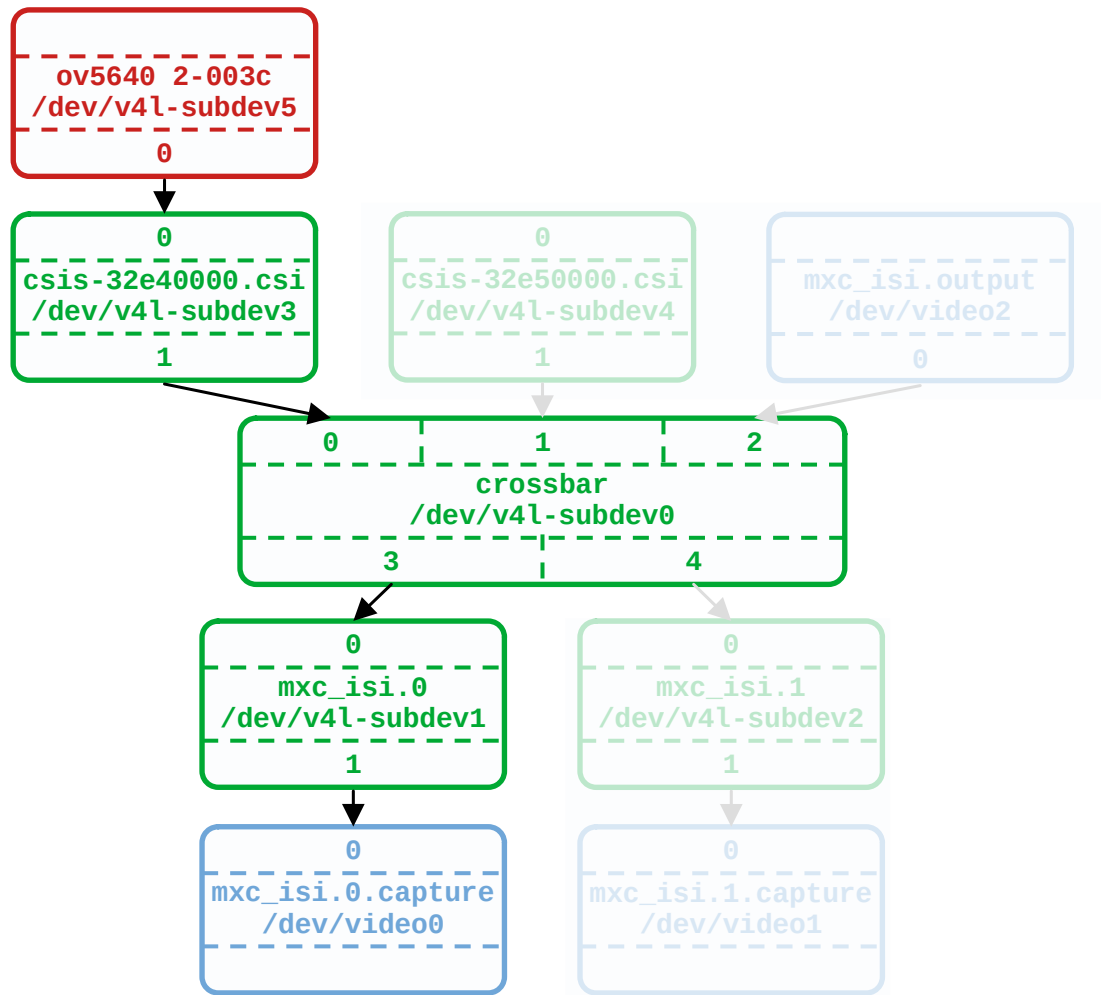 ov5640 2-003c
/dev/v4l-subdev5
0
0
csis-32e40000.csi
/dev/v4l-subdev3
1
0
csis-32e50000.csi
/dev/v4l-subdev4
1
mxc_isi.output
/dev/video2
0
0
1
2
crossbar
/dev/v4l-subdev0
3
4
0
mxc_isi.0
/dev/v4l-subdev1
1
0
mxc_isi.1
/dev/v4l-subdev2
1
0
mxc_isi.0.capture
/dev/video0
0
mxc_isi.1.capture
/dev/video1